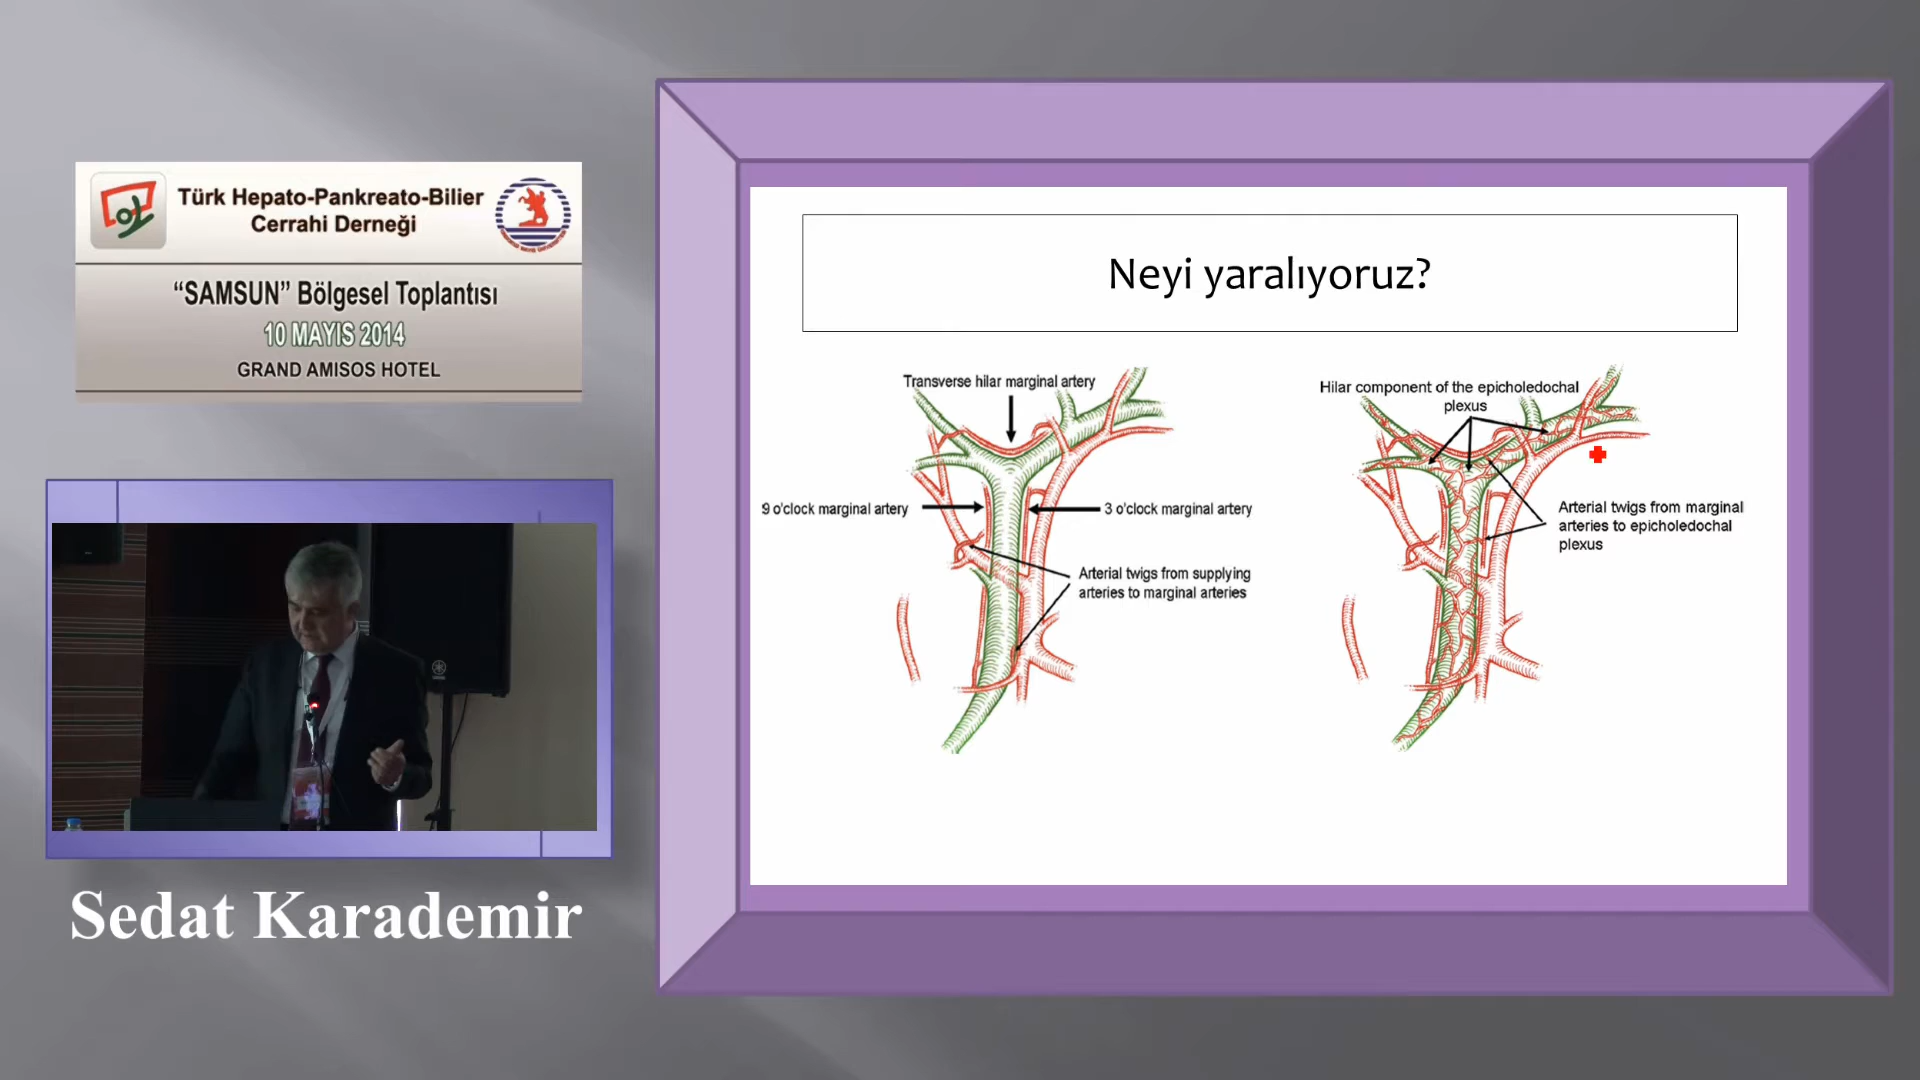 Türk Hepato-Pankreato-Bilier
Cerrahi Derneği
“SAMSUN” Bölgesel Toplantısı
10 MAYIS 2014
GRAND AMISOS HOTEL
Sedat Karademir
Neyi yaralıyoruz?
Transverse hilar marginal artery
9 o'clock marginal artery
3 o'clock marginal artery
Arterial twigs from supplying
arteries to marginal arteries
Hilar component of the epicholedochal
plexus
Arterial twigs from marginal
arteries to epicholedochal
plexus